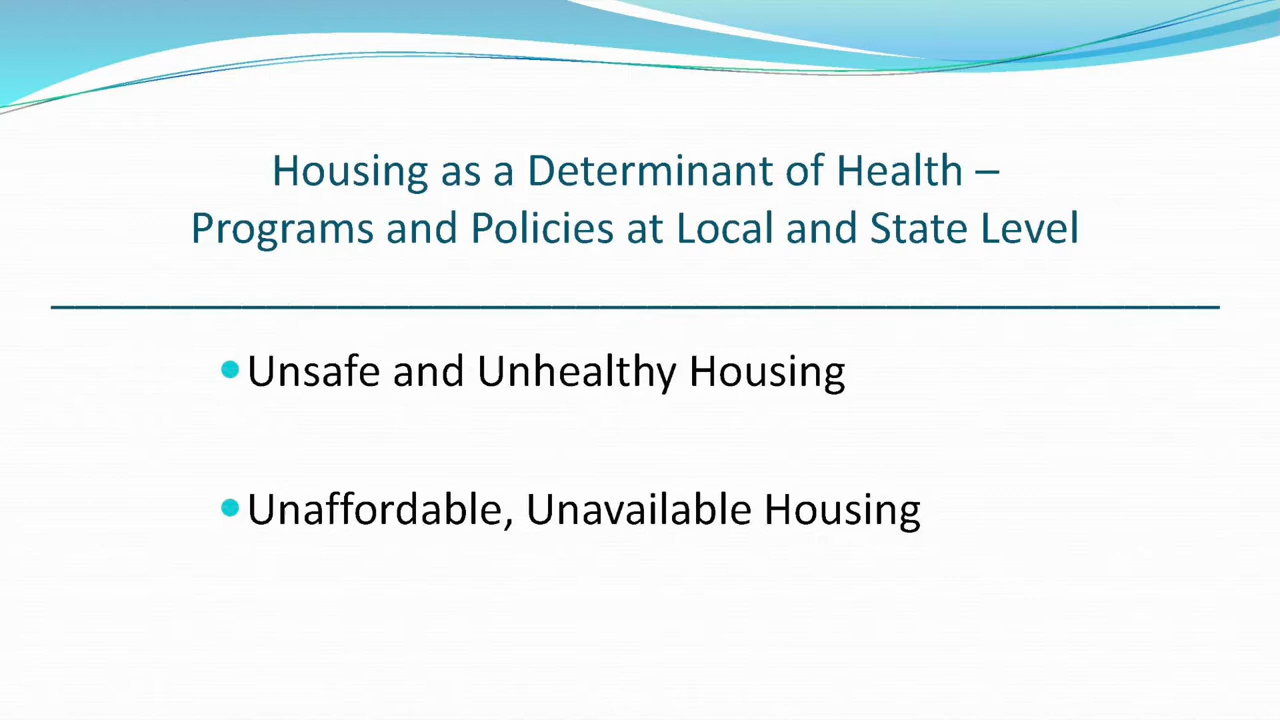 Housing as a Determinant of Health –
Programs and Policies at Local and State Level
•Unsafe and Unhealthy Housing
•Unaffordable, Unavailable Housing